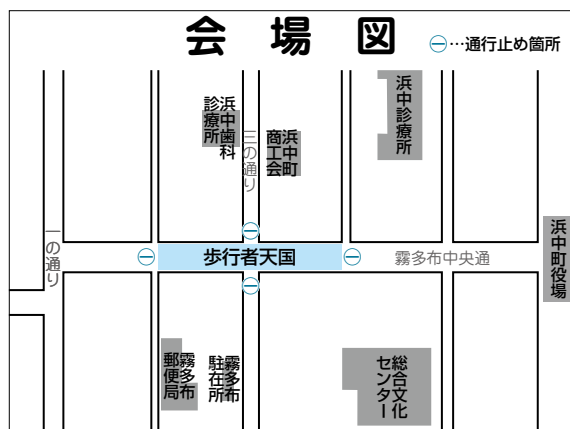 会場図
⊖…通行止め箇所
浜中歯科
診療所
三の通り
浜中町
商工会
浜中診療所
一の通り
歩行者天国
霧多布中央通
浜中町役場
霧多布
郵便局
霧多布
駐在所
総合文化
センター